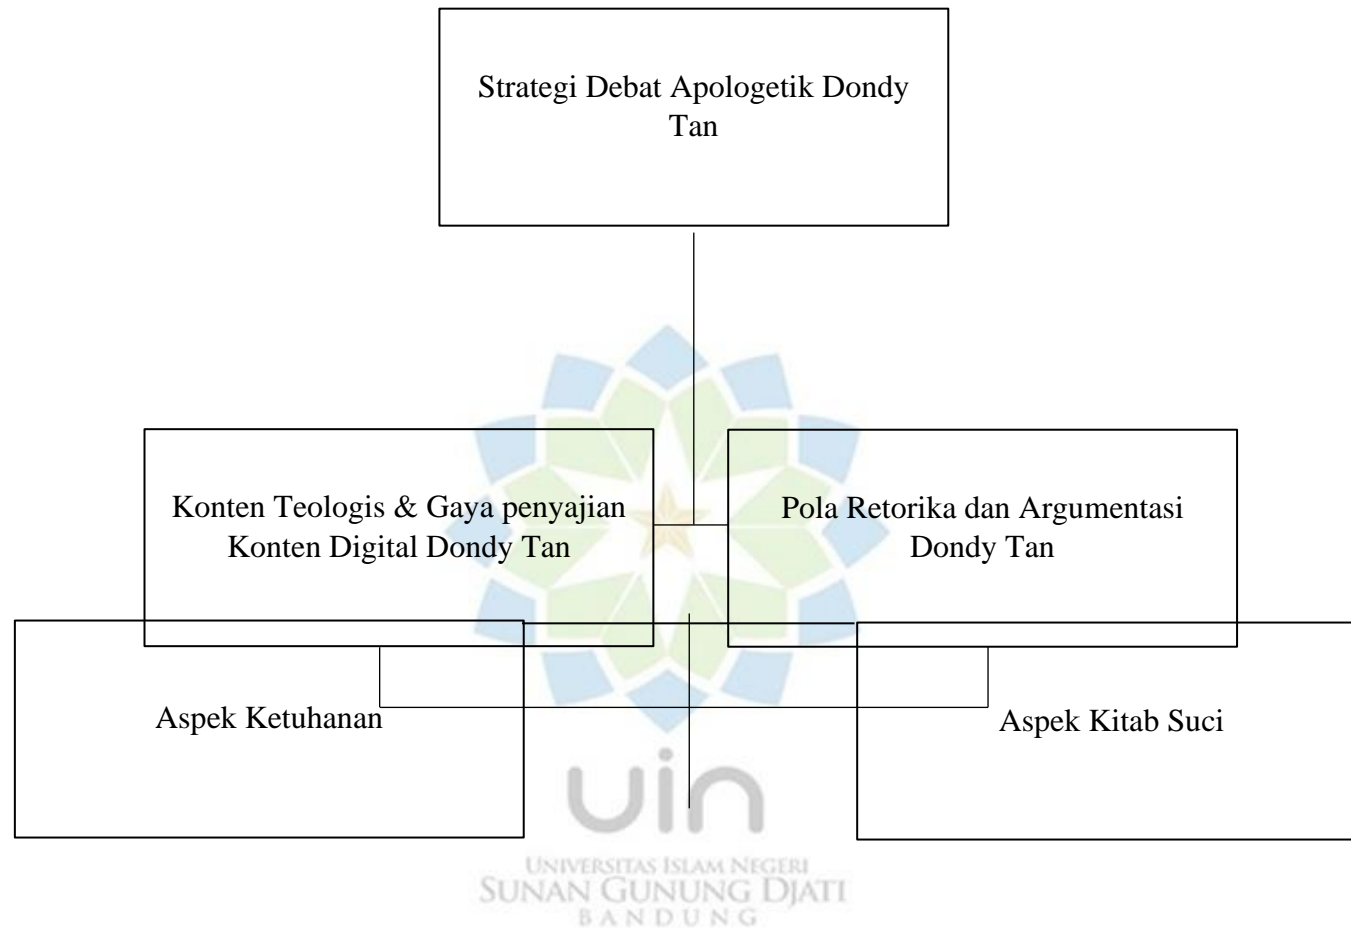 Strategi Debat Apologetik Dondy
Tan
Konten Teologis & Gaya penyajian
Konten Digital Dondy Tan
Pola Retorika dan Argumentasi
Dondy Tan
Aspek Ketuhanan
Aspek Kitab Suci
uin
UNIVERSITAS ISLAM NEGERI
SUNAN GUNUNG DJATI
BANDUNG